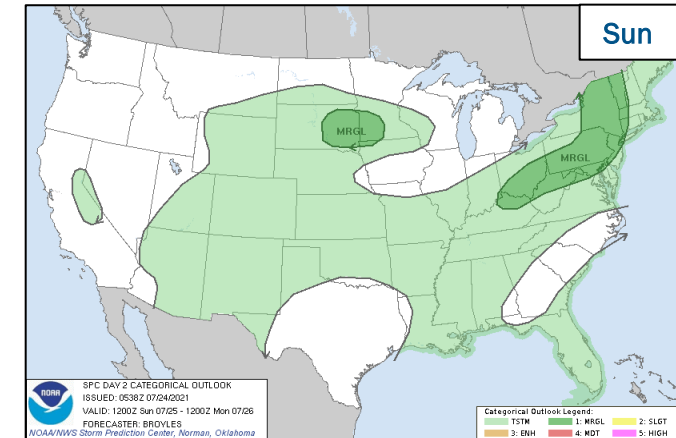 Sun
MRGL
MRGL
NOAA
SPC DAY 2 CATEGORICAL OUTLOOK
ISSUED: 0538Z 07/24/2021
VALID: 1200Z Sun 07/25 - 1200Z Mon 07/26
FORECASTER: BROYLES
NOAA/NWS Storm Prediction Center, Norman, Oklahoma
Categorical Outlook Legend:
TSTM 1: MRGL 2: SLGT
3: ENH 4: MDT 5: HIGH